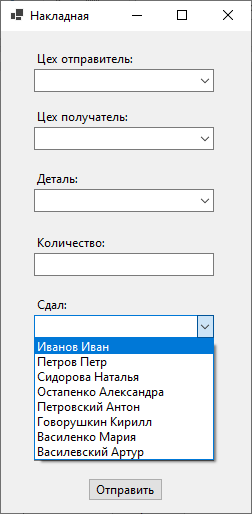 Накладная
Цех отправитель:
Цех получатель:
Деталь:
Количество:
Сдал:
Иванов Иван
Петров Петр
Сидорова Наталья
Остапенко Александра
Петровский Антон
Говорушкин Кирилл
Василенко Мария
Василевский Артур
Отправить